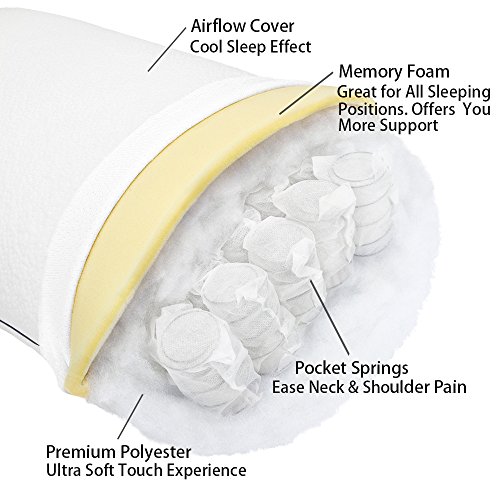 Airflow Cover
Cool Sleep Effect
Memory Foam
Great for All Sleeping
Positions. Offers You
More Support
Pocket Springs
Ease Neck & Shoulder Pain
Premium Polyester
Ultra Soft Touch Experience